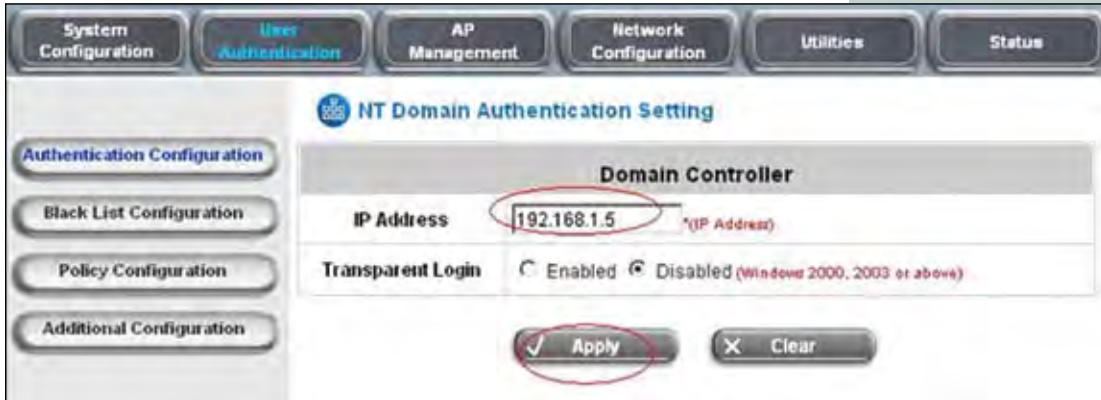 System Configuration
User Authentication
AP Management
Network Configuration
Utilities
Status
NT Domain Authentication Setting
Authentication Configuration
Black List Configuration
Policy Configuration
Additional Configuration
Domain Controller
IP Address 192.168.1.5 *(IP Address)
Transparent Login Enabled Disabled (Windows 2000, 2003 or above)
Apply Clear